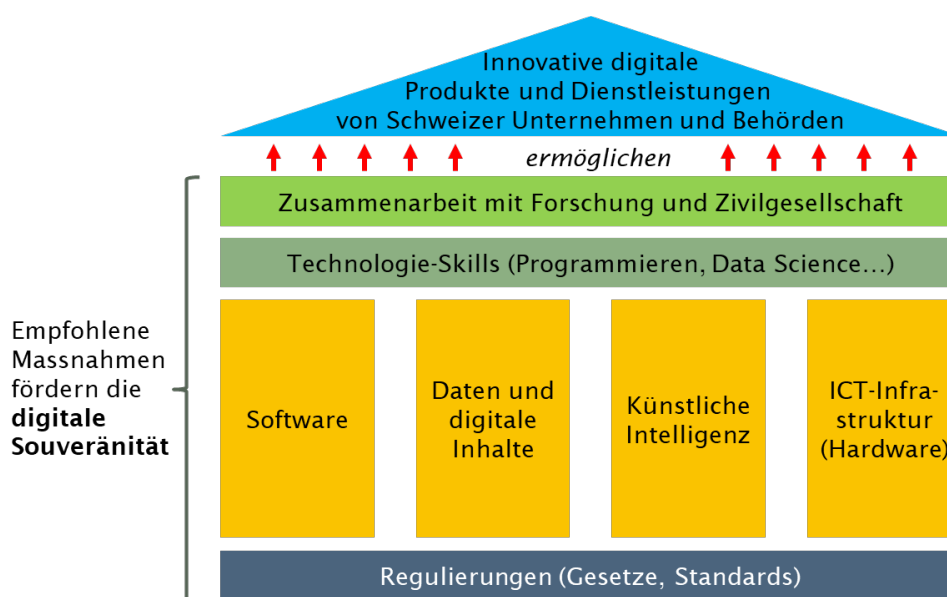 Innovative digitale
Produkte und Dienstleistungen
von Schweizer Unternehmen und Behörden
ermöglichen
Zusammenarbeit mit Forschung und Zivilgesellschaft
Technologie-Skills (Programmieren, Data Science…)
Empfohlene
Massnahmen
fördern die
digitale
Souveränität
Software
Daten und
digitale
Inhalte
Künstliche
Intelligenz
ICT-Infra-
struktur
(Hardware)
Regulierungen (Gesetze, Standards)